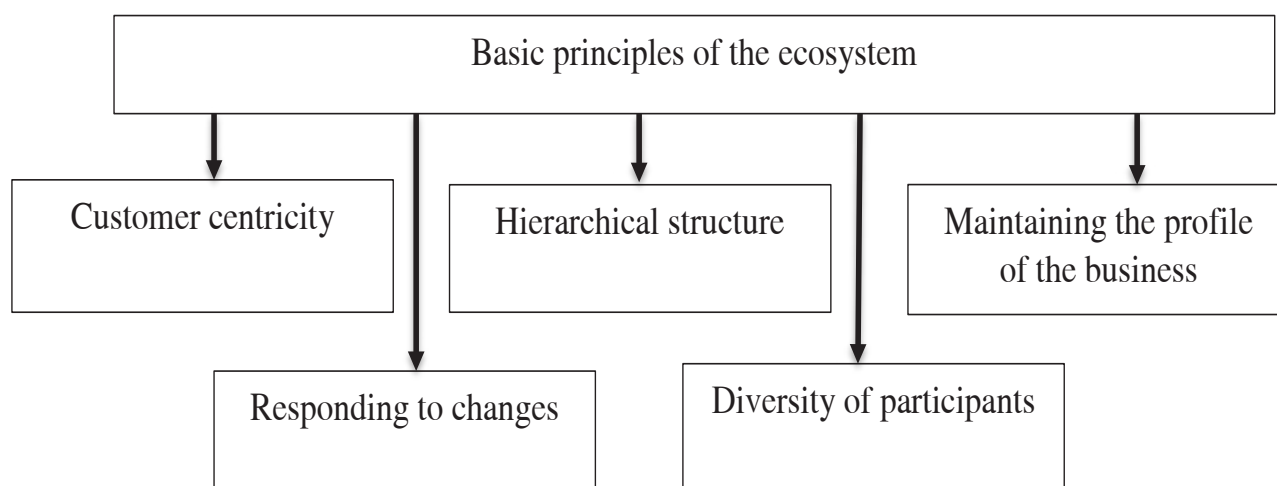 Basic principles of the ecosystem
Customer centricity
Hierarchical structure
Maintaining the profile
of the business
Responding to changes
Diversity of participants